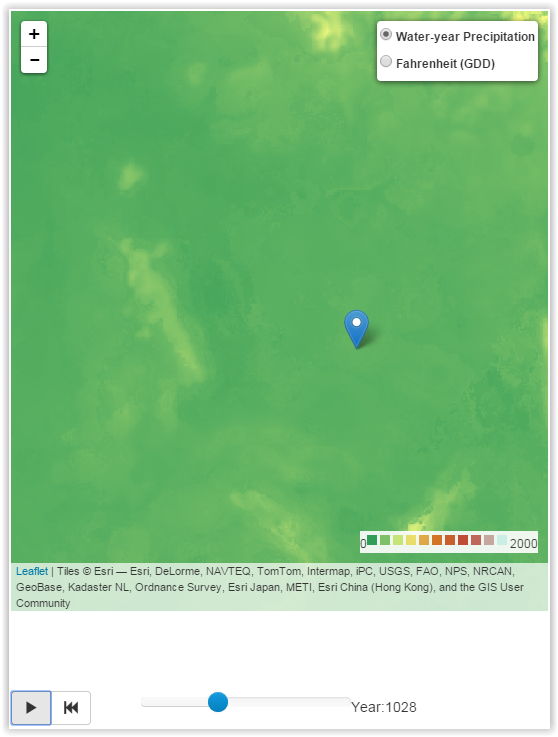 +
−
Water-year Precipitation
Fahrenheit (GDD)
0 2000
Leaflet | Tiles © Esri — Esri, DeLorme, NAVTEQ, TomTom, Intermap, iPC, USGS, FAO, NPS, NRCAN,
GeoBase, Kadaster NL, Ordnance Survey, Esri Japan, METI, Esri China (Hong Kong), and the GIS User
Community
Year:1028